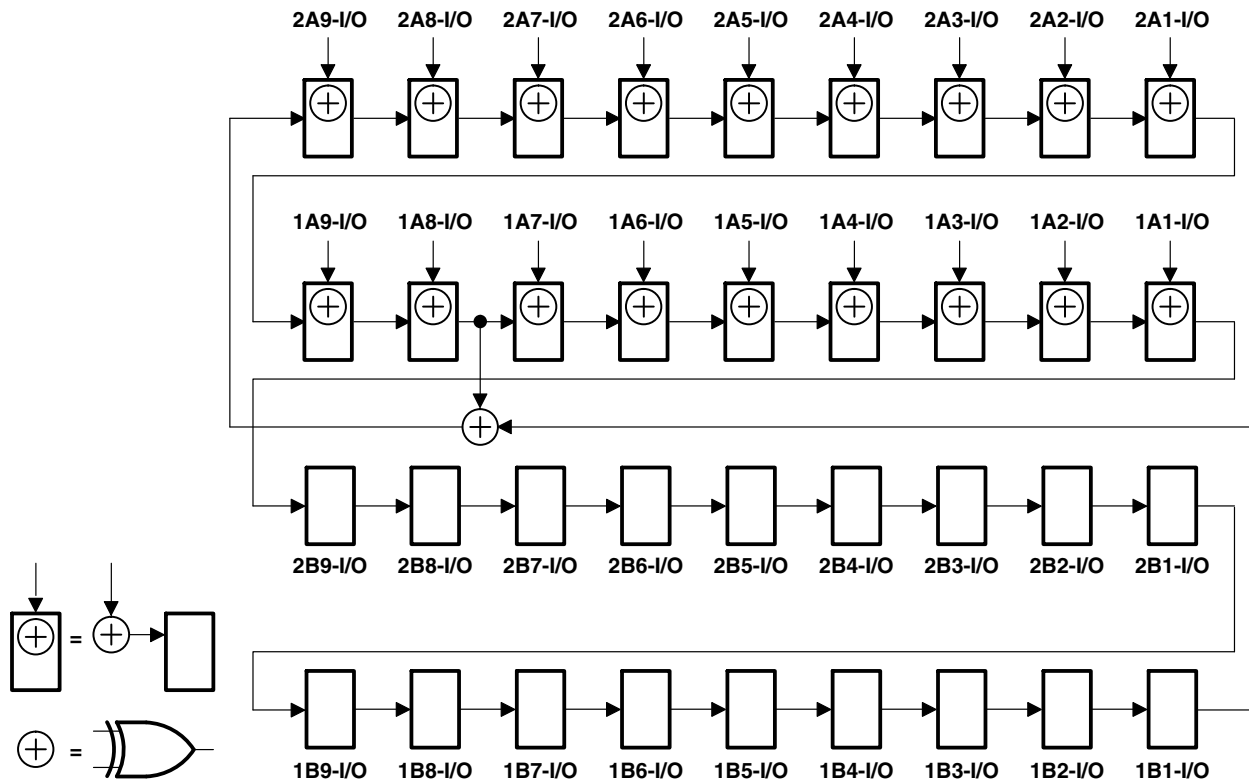 2A9-I/O 2A8-I/O 2A7-I/O 2A6-I/O 2A5-I/O 2A4-I/O 2A3-I/O 2A2-I/O 2A1-I/O
1A9-I/O 1A8-I/O 1A7-I/O 1A6-I/O 1A5-I/O 1A4-I/O 1A3-I/O 1A2-I/O 1A1-I/O
2B9-I/O 2B8-I/O 2B7-I/O 2B6-I/O 2B5-I/O 2B4-I/O 2B3-I/O 2B2-I/O 2B1-I/O
=
=
1B9-I/O 1B8-I/O 1B7-I/O 1B6-I/O 1B5-I/O 1B4-I/O 1B3-I/O 1B2-I/O 1B1-I/O